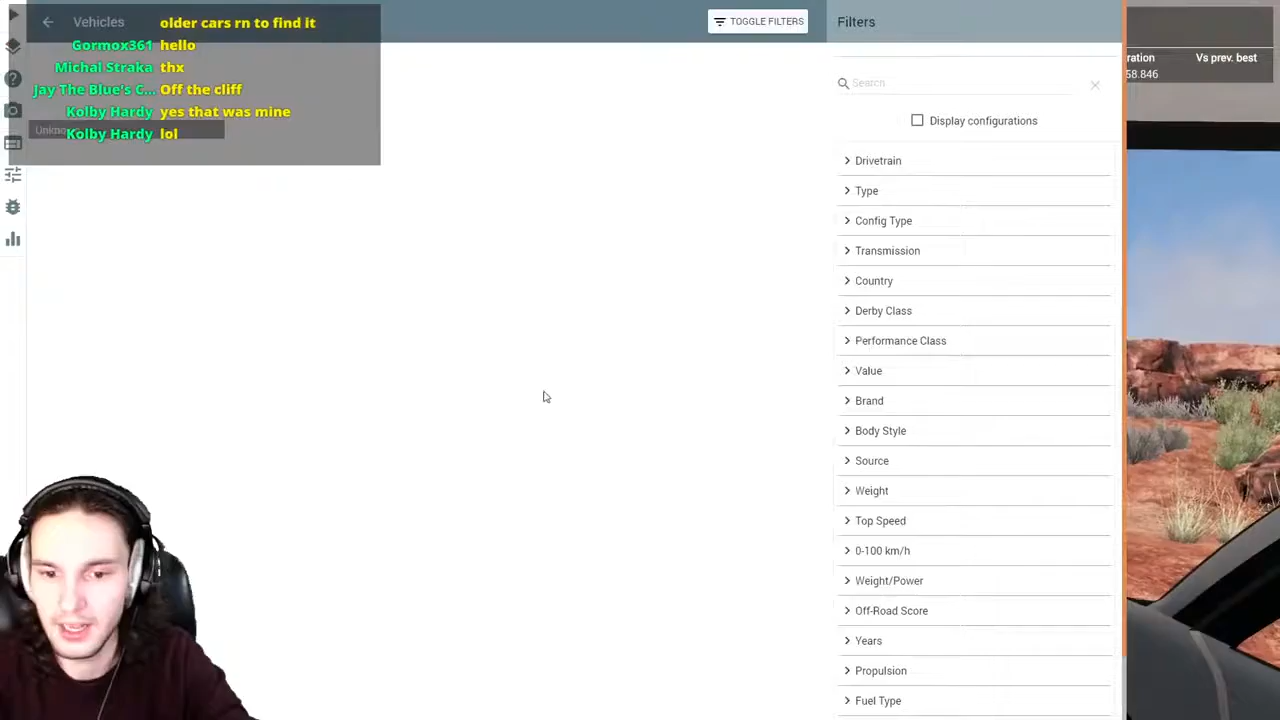 Vehicles
older cars rn to find it
Gormox361 hello
Michal Straka thx
Jay The Blue's C... Off the cliff
Kolby Hardy yes that was mine
Kolby Hardy lol
TOGGLE FILTERS
Filters
Search
Display configurations
Drivetrain
Type
Config Type
Transmission
Country
Derby Class
Performance Class
Value
Brand
Body Style
Source
Weight
Top Speed
0-100 km/h
Weight/Power
Off-Road Score
Years
Propulsion
Fuel Type
ration Vs prev. best
58.846